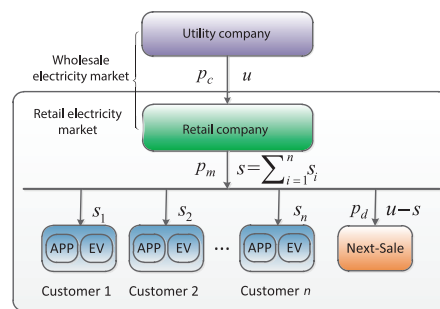 Utility company
Wholesale
electricity market
p_c u
Retail electricity
market
Retail company
p_m s=∑_{i=1}^{n} s_i
s_1 s_2 s_n p_d u−s
APP EV APP EV ... APP EV Next-Sale
Customer 1 Customer 2 Customer n